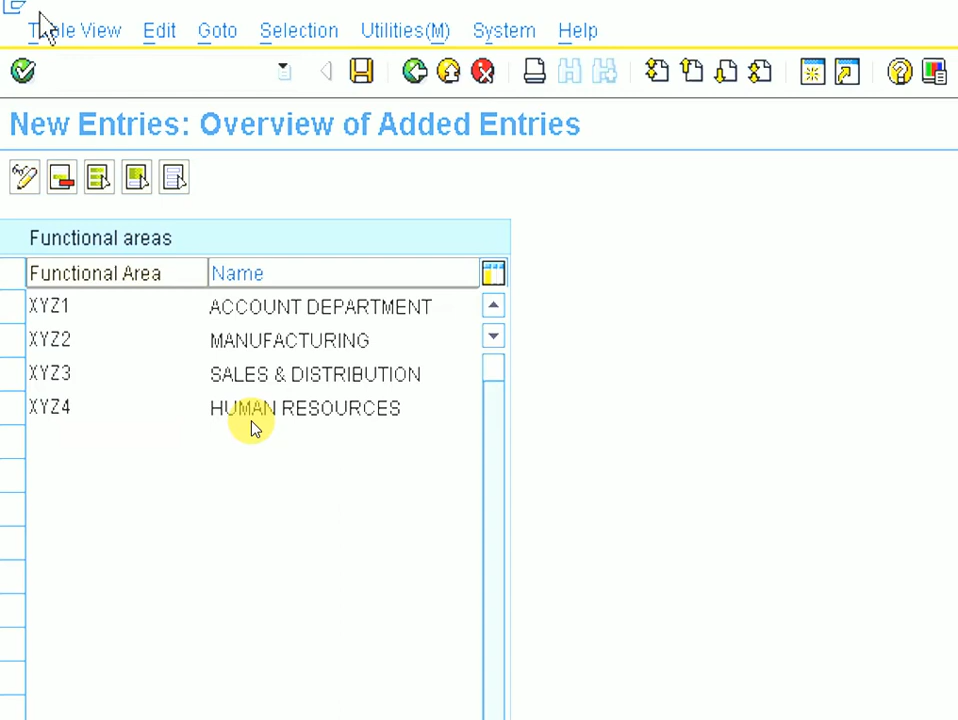 Table View Edit Goto Selection Utilities(M) System Help
New Entries: Overview of Added Entries
Functional areas
Functional Area Name
XYZ1 ACCOUNT DEPARTMENT
XYZ2 MANUFACTURING
XYZ3 SALES & DISTRIBUTION
XYZ4 HUMAN RESOURCES